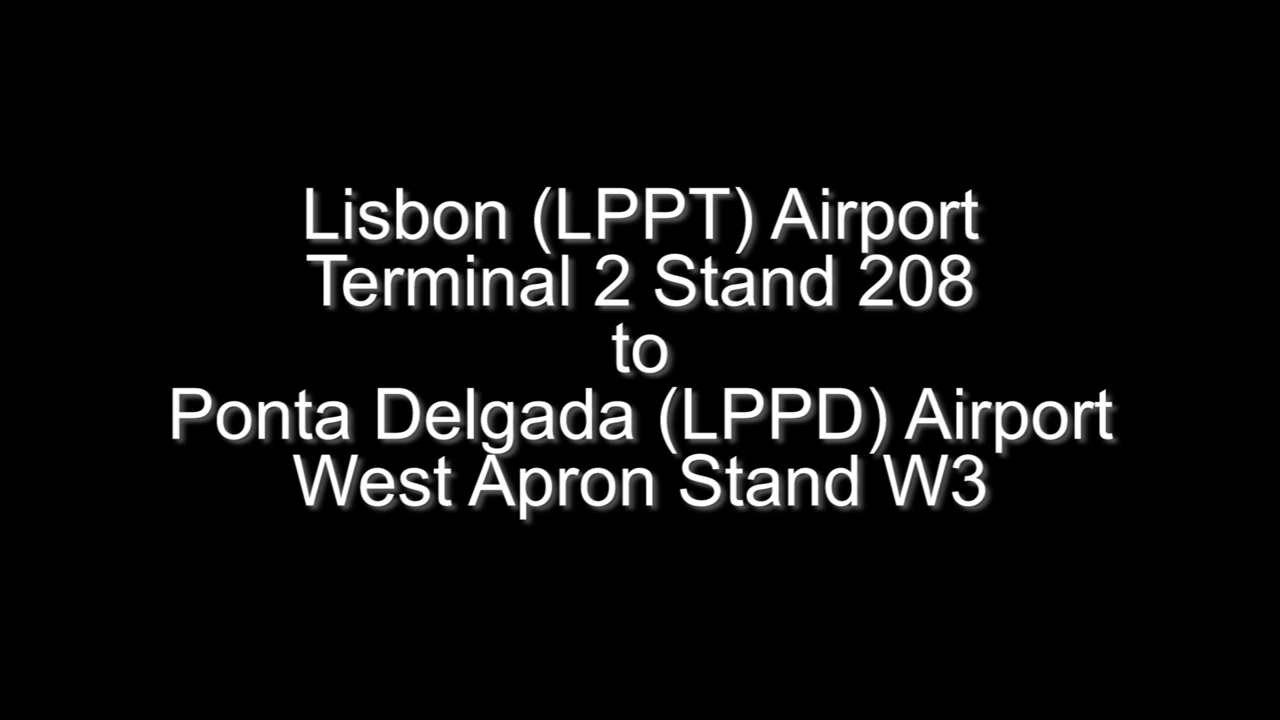 Lisbon (LPPT) Airport
Terminal 2 Stand 208
to
Ponta Delgada (LPPD) Airport
West Apron Stand W3